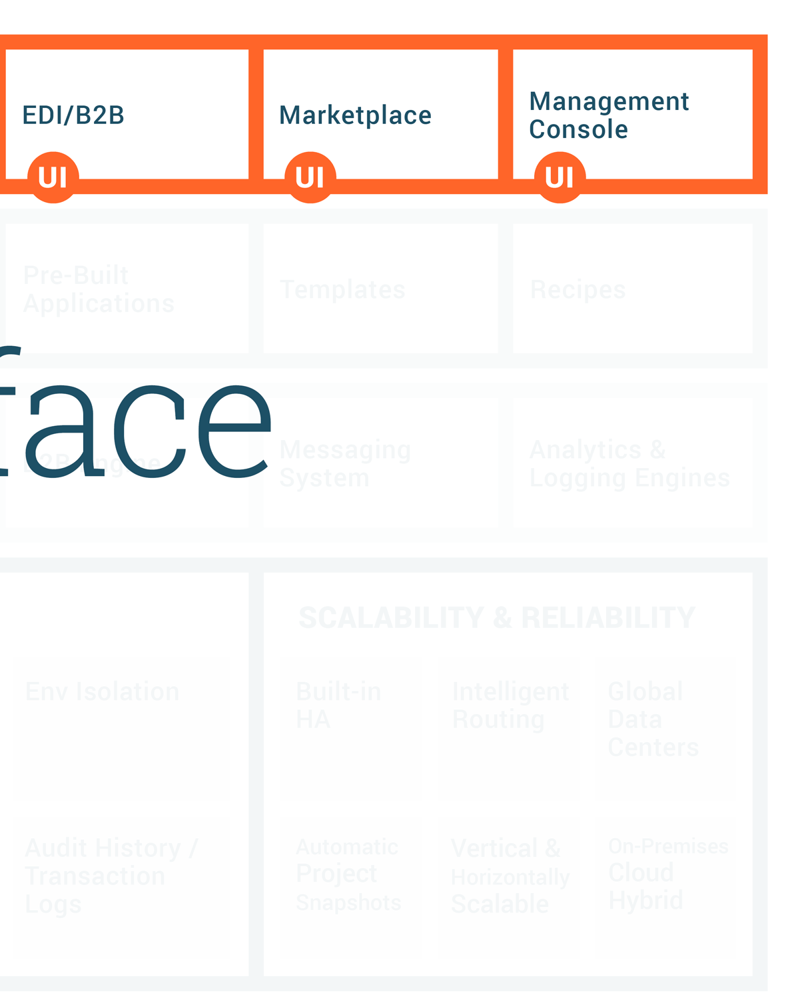 EDI/B2B
Marketplace
Management
Console
UI
UI
UI
Pre-Built
Applications
Templates
Recipes
face
B2B Engine
Messaging
System
Analytics &
Logging Engines
SCALABILITY & RELIABILITY
Env Isolation
Built-in
HA
Intelligent
Routing
Global
Data
Centers
Audit History /
Transaction
Logs
Automatic
Project
Snapshots
Vertical &
Horizontally
Scalable
On-Premises
Cloud
Hybrid